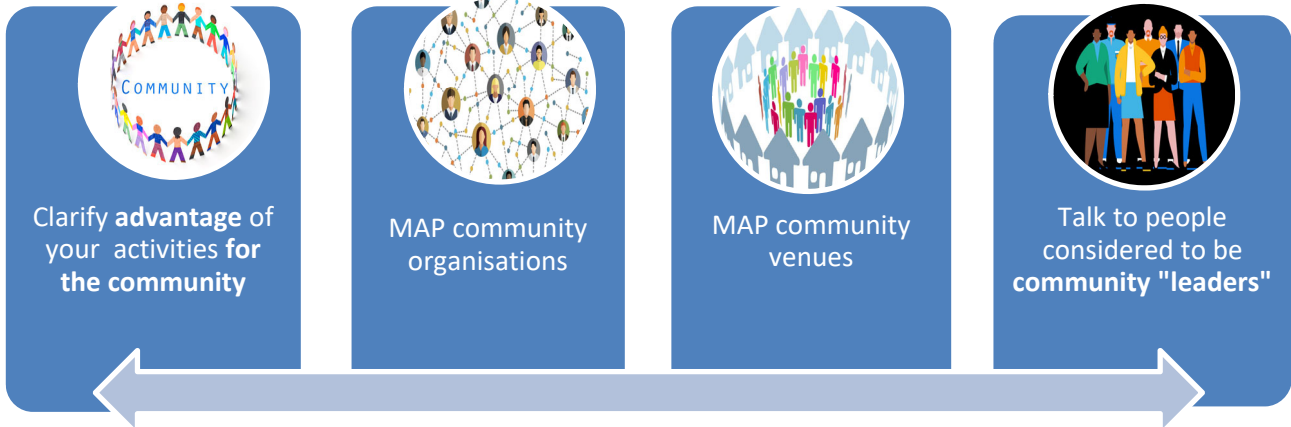 COMMUNITY
Clarify advantage of
your activities for
the community
MAP community
organisations
MAP community
venues
Talk to people
considered to be
community "leaders"